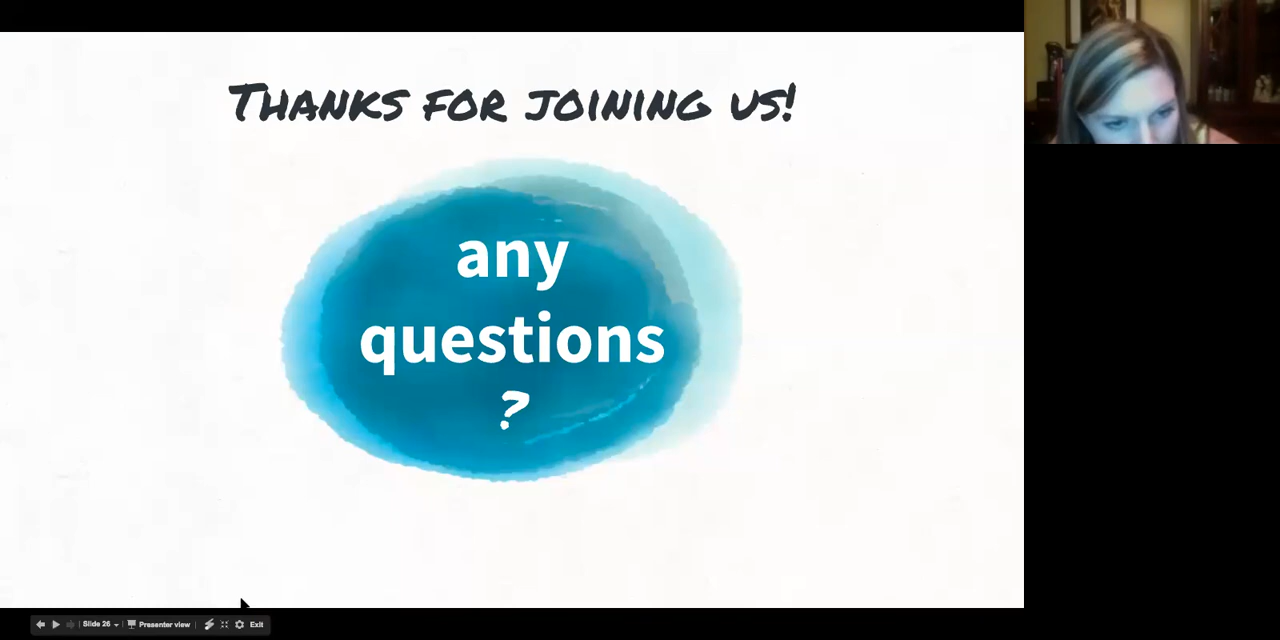 Thanks for joining us!
any
questions
?
Slide 26
Presenter view
Exit